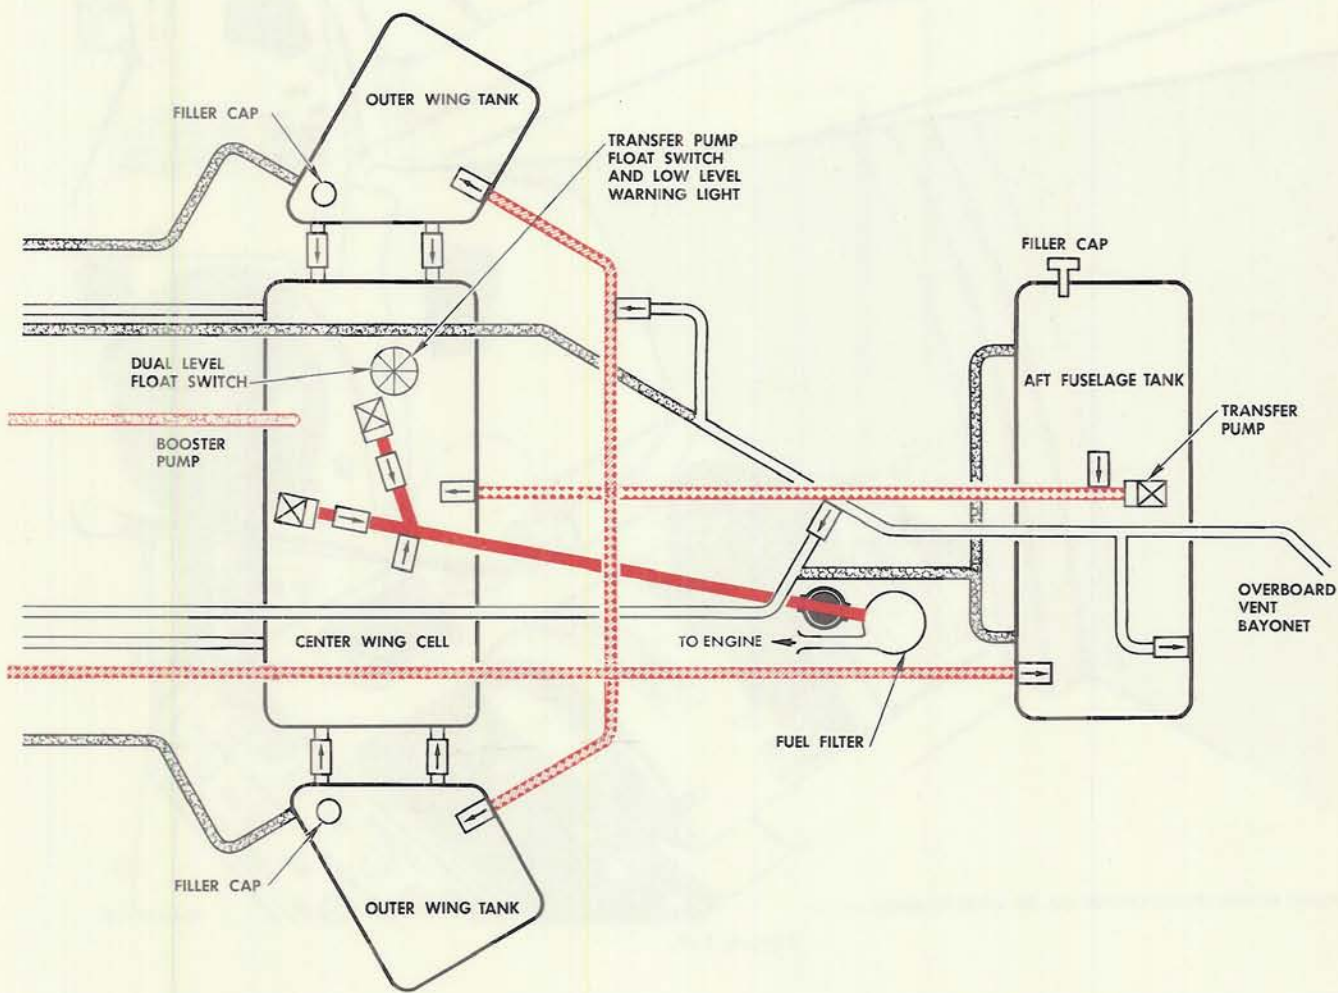 OUTER WING TANK
FILLER CAP
TRANSFER PUMP
FLOAT SWITCH
AND LOW LEVEL
WARNING LIGHT
FILLER CAP
DUAL LEVEL
FLOAT SWITCH
AFT FUSELAGE TANK
TRANSFER
PUMP
BOOSTER
PUMP
OVERBOARD
VENT
BAYONET
CENTER WING CELL
TO ENGINE
FUEL FILTER
FILLER CAP
OUTER WING TANK